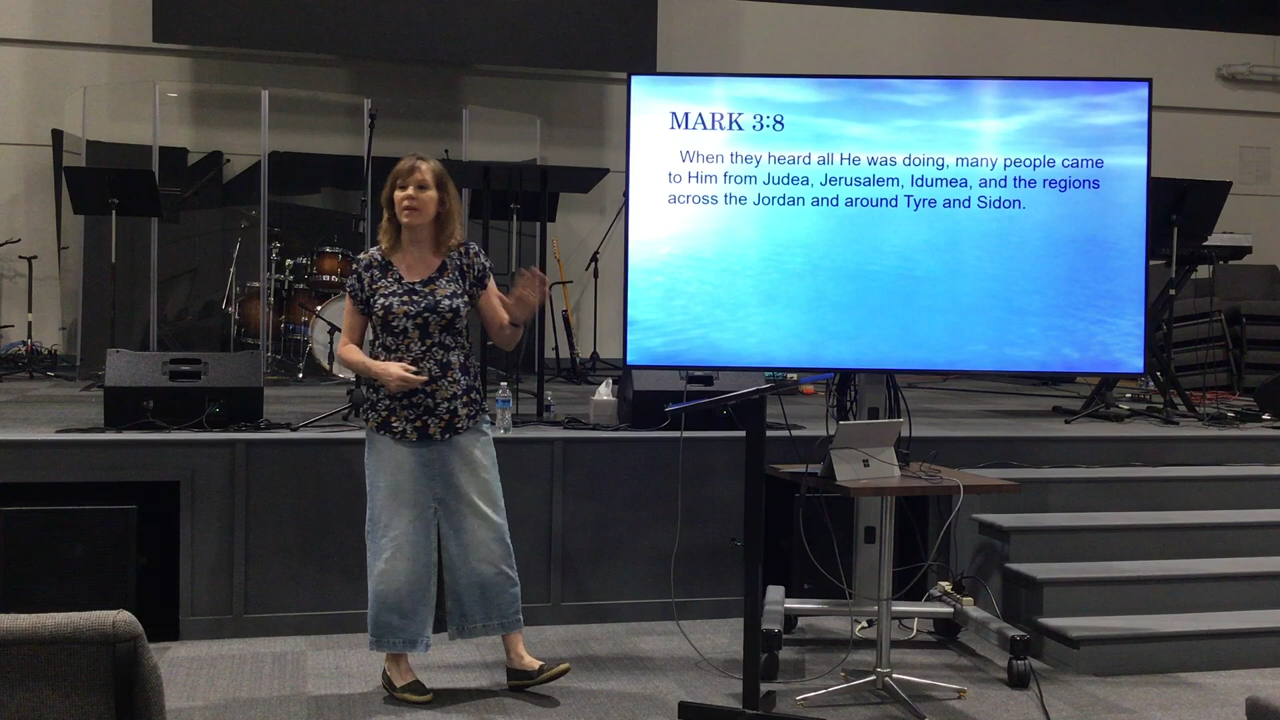 MARK 3:8
When they heard all He was doing, many people came
to Him from Judea, Jerusalem, Idumea, and the regions
across the Jordan and around Tyre and Sidon.